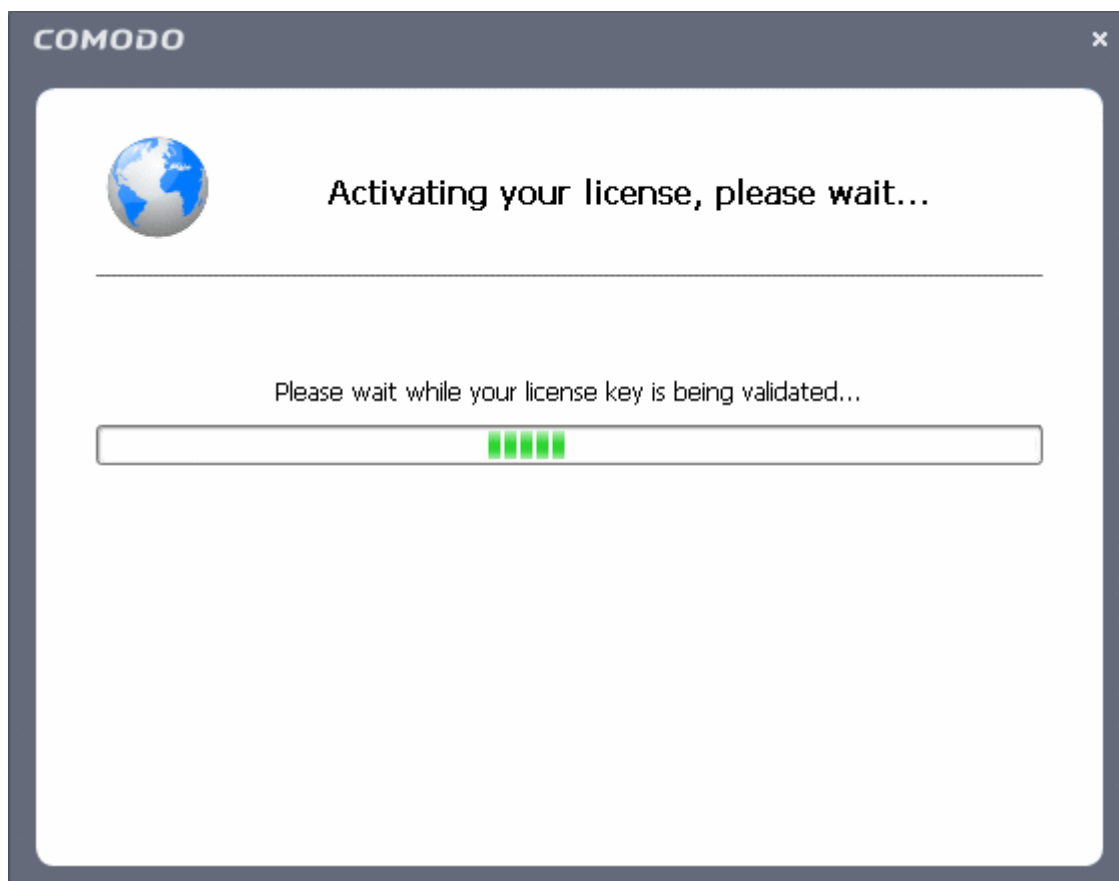 COMODO
Activating your license, please wait...
Please wait while your license key is being validated...